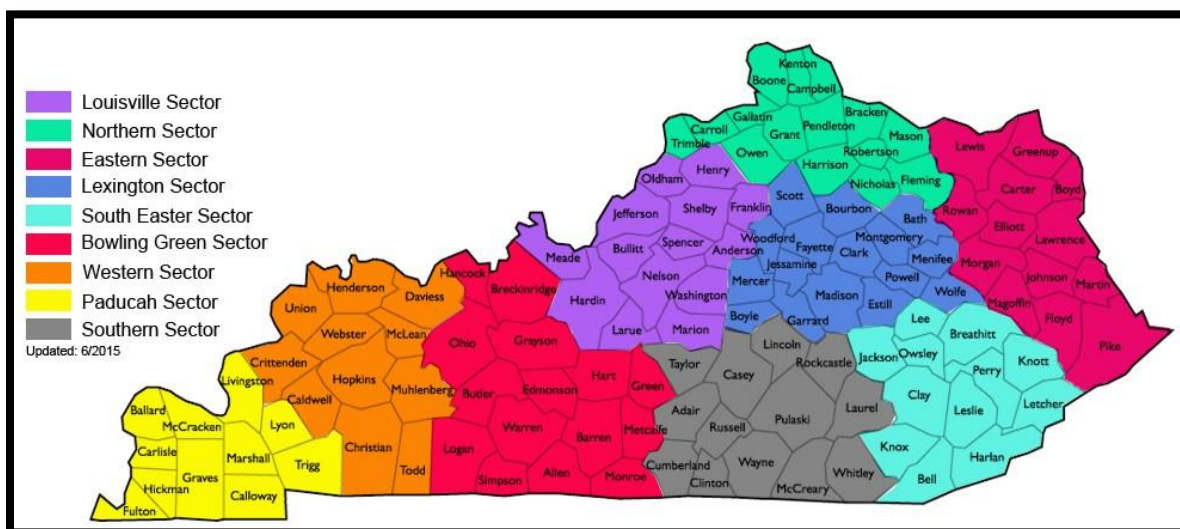 Louisville Sector
Northern Sector
Eastern Sector
Lexington Sector
South Easter Sector
Bowling Green Sector
Western Sector
Paducah Sector
Southern Sector
Updated: 6/2015
Kenton
Boone
Campbell
Gallatin
Carroll
Trimble
Owen
Grant
Pendleton
Bracken
Mason
Robertson
Harrison
Nicholas
Fleming
Lewis
Greenup
Carter
Boyd
Rowan
Elliott
Lawrence
Morgan
Johnson
Martin
Magoffin
Floyd
Pike
Henry
Oldham
Jefferson
Shelby
Franklin
Meade
Bullitt
Spencer
Anderson
Nelson
Hardin
Washington
Larue
Marion
Scott
Bourbon
Bath
Woodford
Fayette
Montgomery
Clark
Menifee
Jessamine
Mercer
Powell
Madison
Wolfe
Boyle
Garrard
Estill
Hancock
Breckinridge
Ohio
Grayson
Butler
Edmonson
Hart
Green
Warren
Barren
Metcalfe
Logan
Simpson
Allen
Monroe
Henderson
Union
Daviess
Webster
McLean
Crittenden
Hopkins
Muhlenberg
Caldwell
Christian
Todd
Livingston
Ballard
McCracken
Lyon
Carlisle
Marshall
Graves
Trigg
Hickman
Calloway
Fulton
Lincoln
Rockcastle
Taylor
Casey
Adair
Pulaski
Laurel
Russell
Cumberland
Wayne
Whitley
Clinton
McCreary
Lee
Breathitt
Jackson
Owsley
Knott
Perry
Clay
Leslie
Letcher
Knox
Harlan
Bell